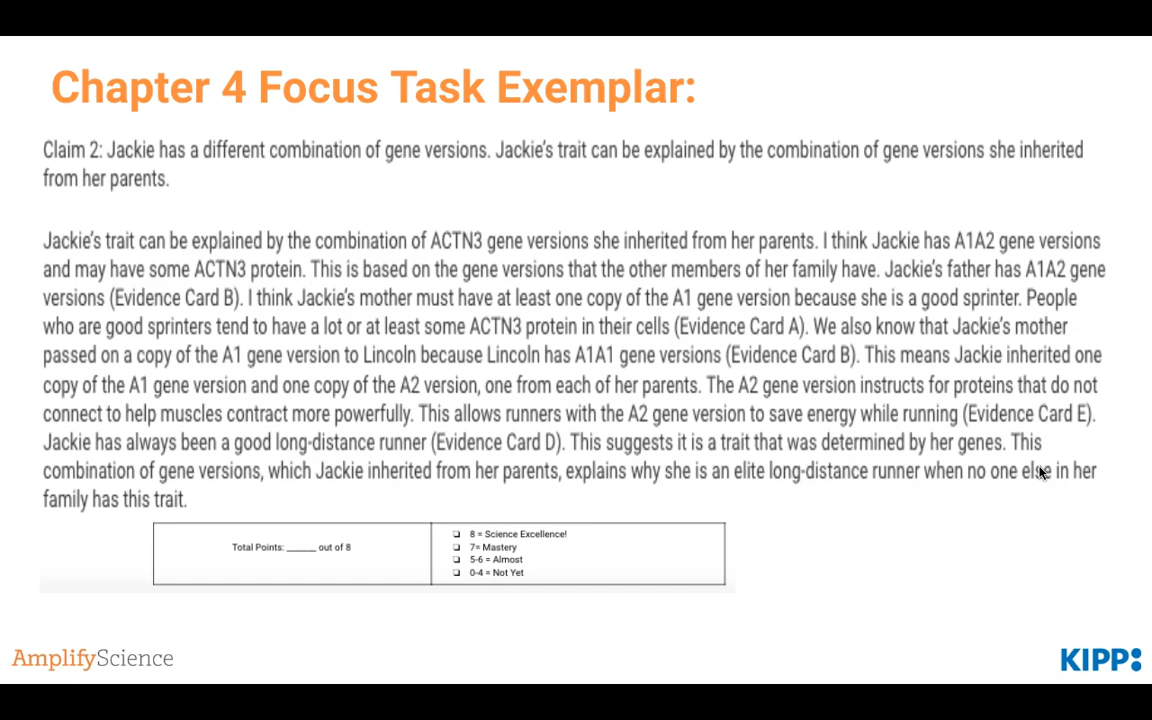 Chapter 4 Focus Task Exemplar:
Claim 2: Jackie has a different combination of gene versions. Jackie's trait can be explained by the combination of gene versions she inherited
from her parents.
Jackie's trait can be explained by the combination of ACTN3 gene versions she inherited from her parents. I think Jackie has A1A2 gene versions
and may have some ACTN3 protein. This is based on the gene versions that the other members of her family have. Jackie's father has A1A2 gene
versions (Evidence Card B). I think Jackie's mother must have at least one copy of the A1 gene version because she is a good sprinter. People
who are good sprinters tend to have a lot or at least some ACTN3 protein in their cells (Evidence Card A). We also know that Jackie's mother
passed on a copy of the A1 gene version to Lincoln because Lincoln has A1A1 gene versions (Evidence Card B). This means Jackie inherited one
copy of the A1 gene version and one copy of the A2 version, one from each of her parents. The A2 gene version instructs for proteins that do not
connect to help muscles contract more powerfully. This allows runners with the A2 gene version to save energy while running (Evidence Card E).
Jackie has always been a good long-distance runner (Evidence Card D). This suggests it is a trait that was determined by her genes. This
combination of gene versions, which Jackie inherited from her parents, explains why she is an elite long-distance runner when no one else in her
family has this trait.
Total Points: ______ out of 8
❏ 8 = Science Excellence!
❏ 7= Mastery
❏ 5-6 = Almost
❏ 0-4 = Not Yet
AmplifyScience
KIPP: